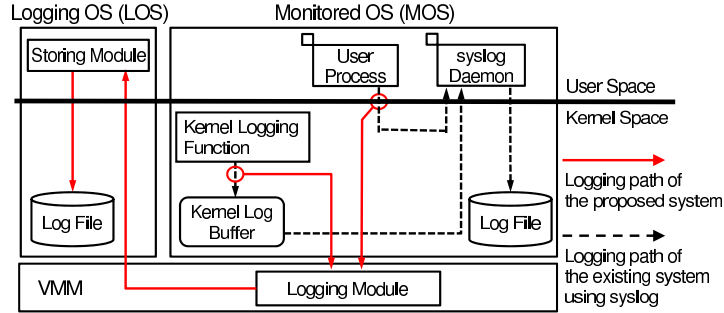 Logging OS (LOS)
Monitored OS (MOS)
Storing Module
User
Process
syslog
Daemon
User Space
Kernel Space
Kernel Logging
Function
Log File
Kernel Log
Buffer
Log File
Logging path of
the proposed system
Logging path of
the existing system
using syslog
VMM
Logging Module